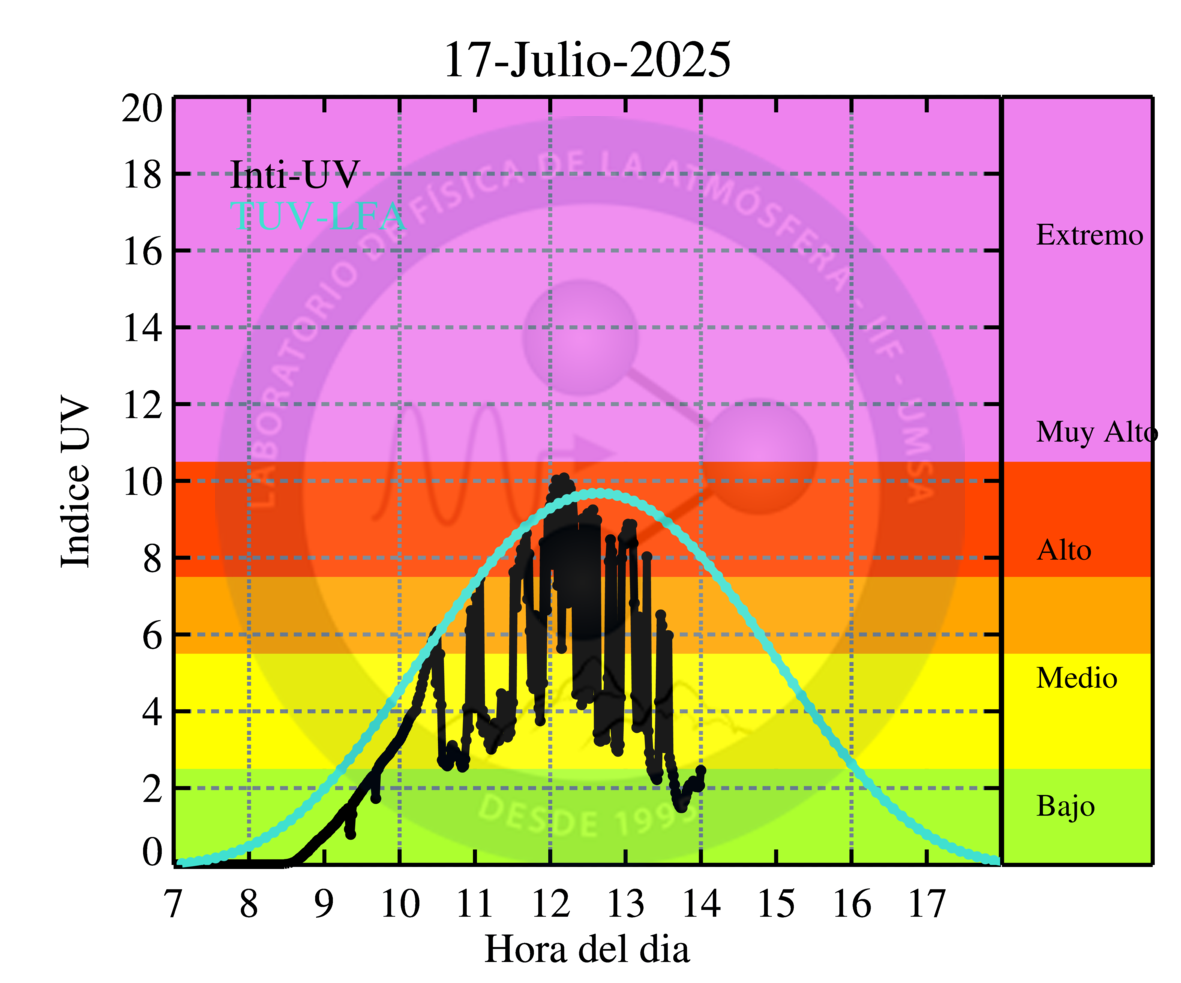 17-Julio-2025
Indice UV
20
18
16
14
12
10
8
6
4
2
0
Inti-UV
TUV-LFA
LABORATORIO DE FÍSICA DE LA ATMÓSFERA - IIF - UMSA
DESDE 1995
Extremo
Muy Alto
Alto
Medio
Bajo
7 8 9 10 11 12 13 14 15 16 17
Hora del dia